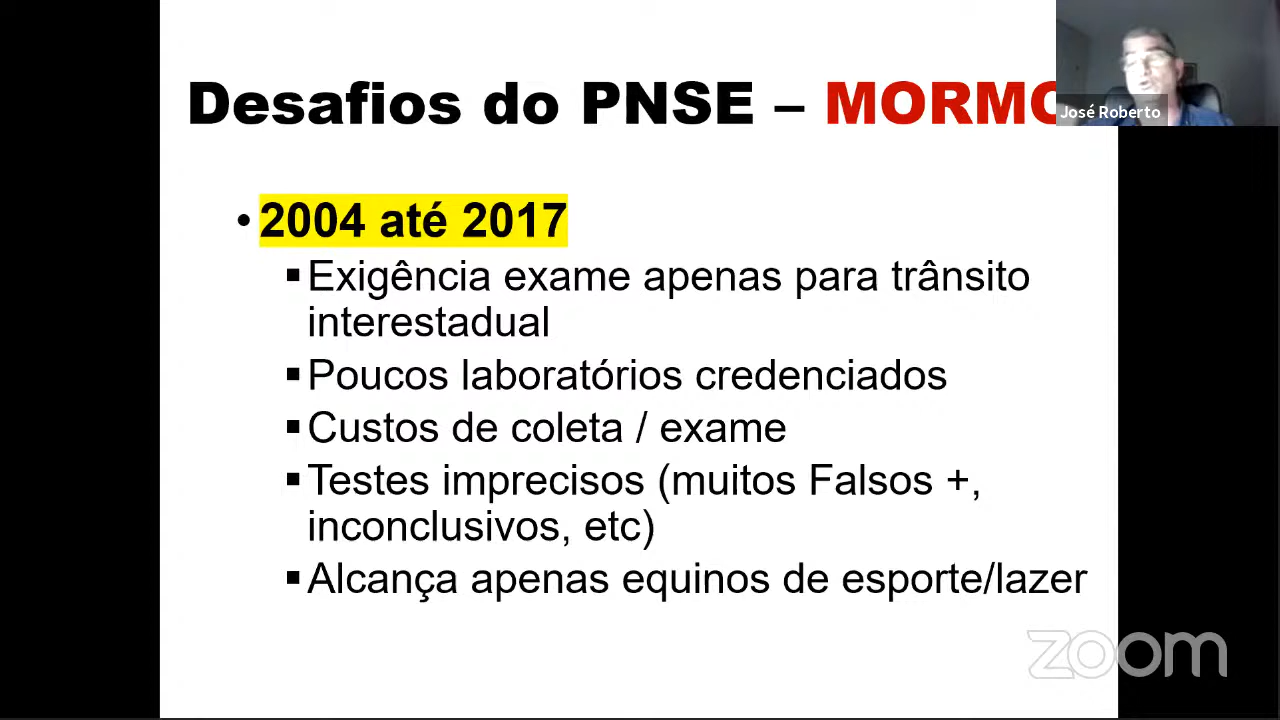 Desafios do PNSE – MORMO
José Roberto
• 2004 até 2017
▪ Exigência exame apenas para trânsito
interestadual
▪ Poucos laboratórios credenciados
▪ Custos de coleta / exame
▪ Testes imprecisos (muitos Falsos +,
inconclusivos, etc)
▪ Alcança apenas equinos de esporte/lazer
zoom